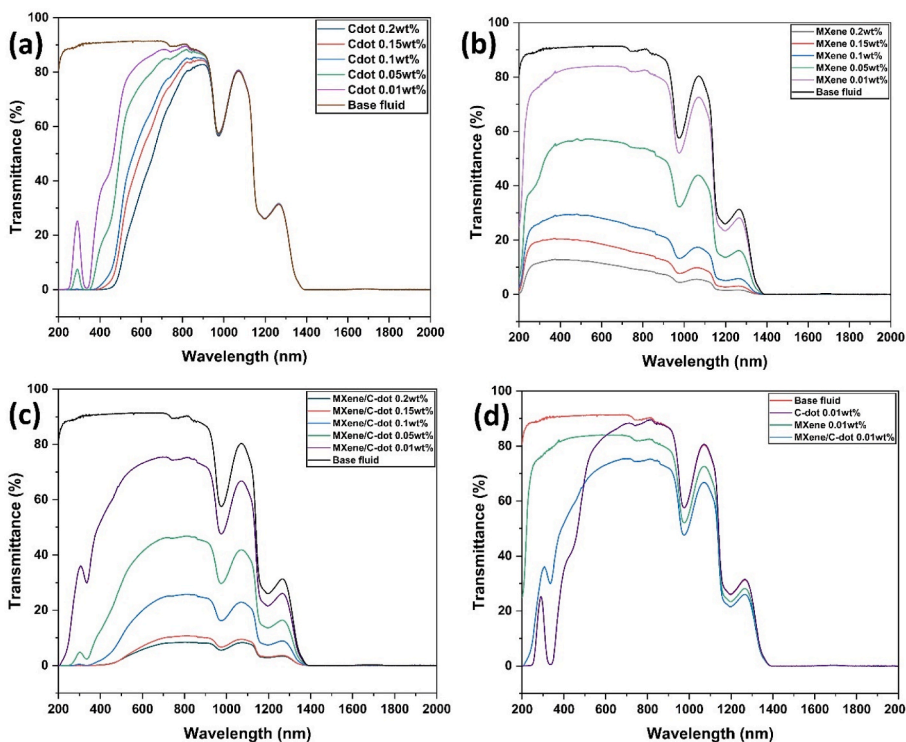 (a)
Cdot 0.2wt%
Cdot 0.15wt%
Cdot 0.1wt%
Cdot 0.05wt%
Cdot 0.01wt%
Base fluid
Transmittance (%)
100
80
60
40
20
0
200 400 600 800 1000 1200 1400 1600 1800 2000
Wavelength (nm)
(b)
MXene 0.2wt%
MXene 0.15wt%
MXene 0.1wt%
MXene 0.05wt%
MXene 0.01wt%
Base fluid
Transmittance (%)
100
80
60
40
20
0
200 400 600 800 1000 1200 1400 1600 1800 2000
Wavelength (nm)
(c)
MXene/C-dot 0.2wt%
MXene/C-dot 0.15wt%
MXene/C-dot 0.1wt%
MXene/C-dot 0.05wt%
MXene/C-dot 0.01wt%
Base fluid
Transmittance (%)
100
80
60
40
20
0
200 400 600 800 1000 1200 1400 1600 1800 2000
Wavelength (nm)
(d)
Base fluid
C-dot 0.01wt%
MXene 0.01wt%
MXene/C-dot 0.01wt%
Transmittance (%)
100
80
60
40
20
0
200 400 600 800 1000 1200 1400 1600 1800 2000
Wavelength (nm)